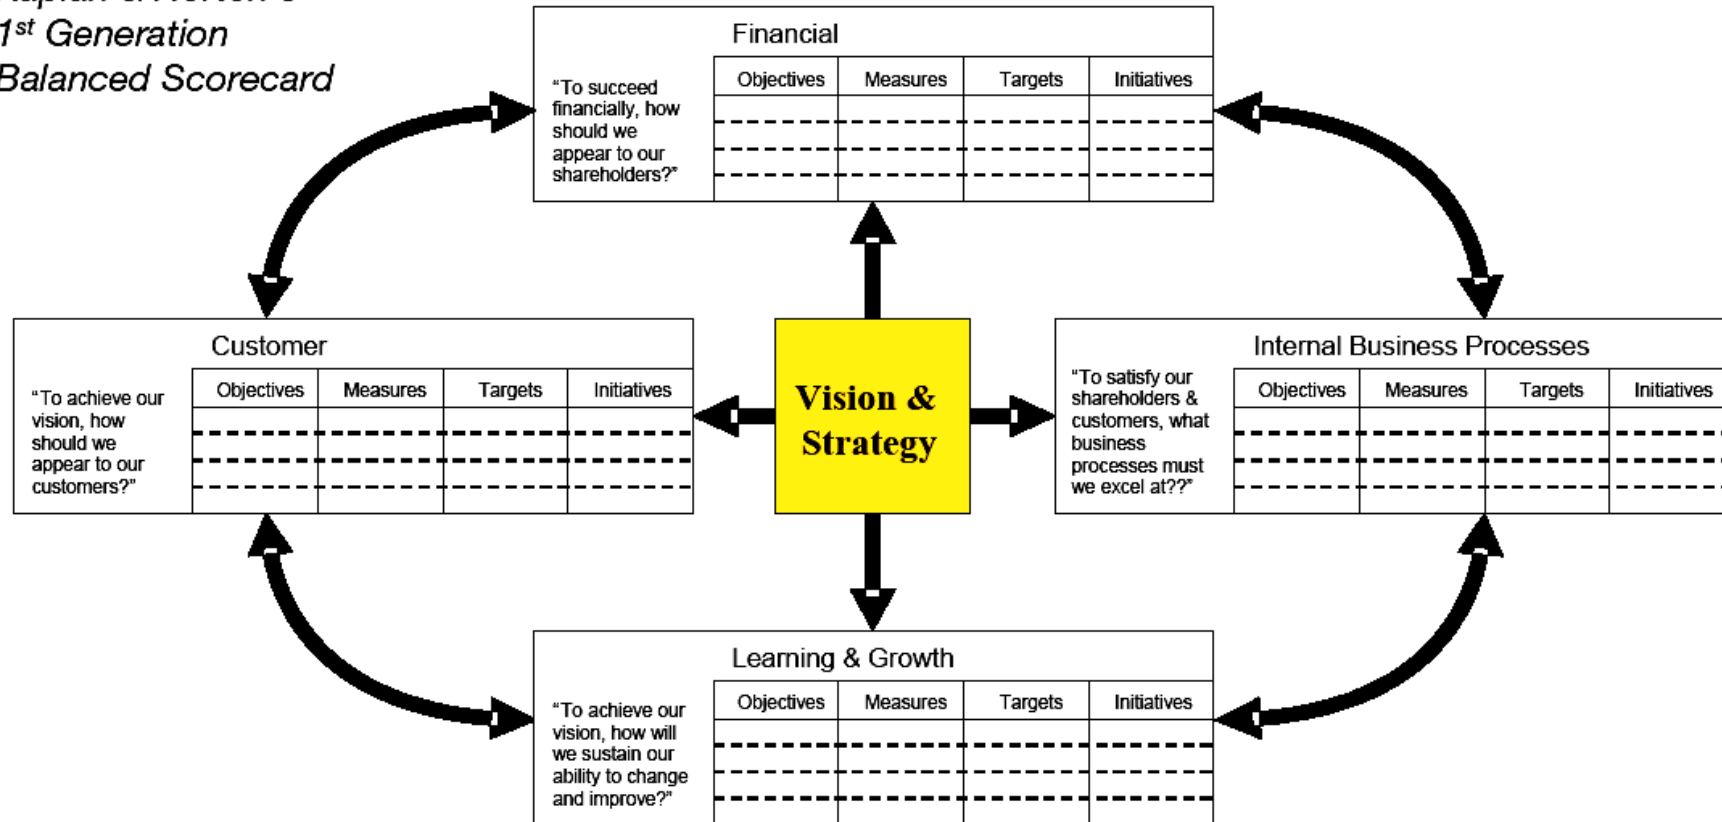 1st Generation
Balanced Scorecard
Financial
Objectives Measures Targets Initiatives
“To succeed
financially, how
should we
appear to our
shareholders?”
Customer
Objectives Measures Targets Initiatives
“To achieve our
vision, how
should we
appear to our
customers?”
Vision &
Strategy
Internal Business Processes
Objectives Measures Targets Initiatives
“To satisfy our
shareholders &
customers, what
business
processes must
we excel at??”
Learning & Growth
Objectives Measures Targets Initiatives
“To achieve our
vision, how will
we sustain our
ability to change
and improve?”